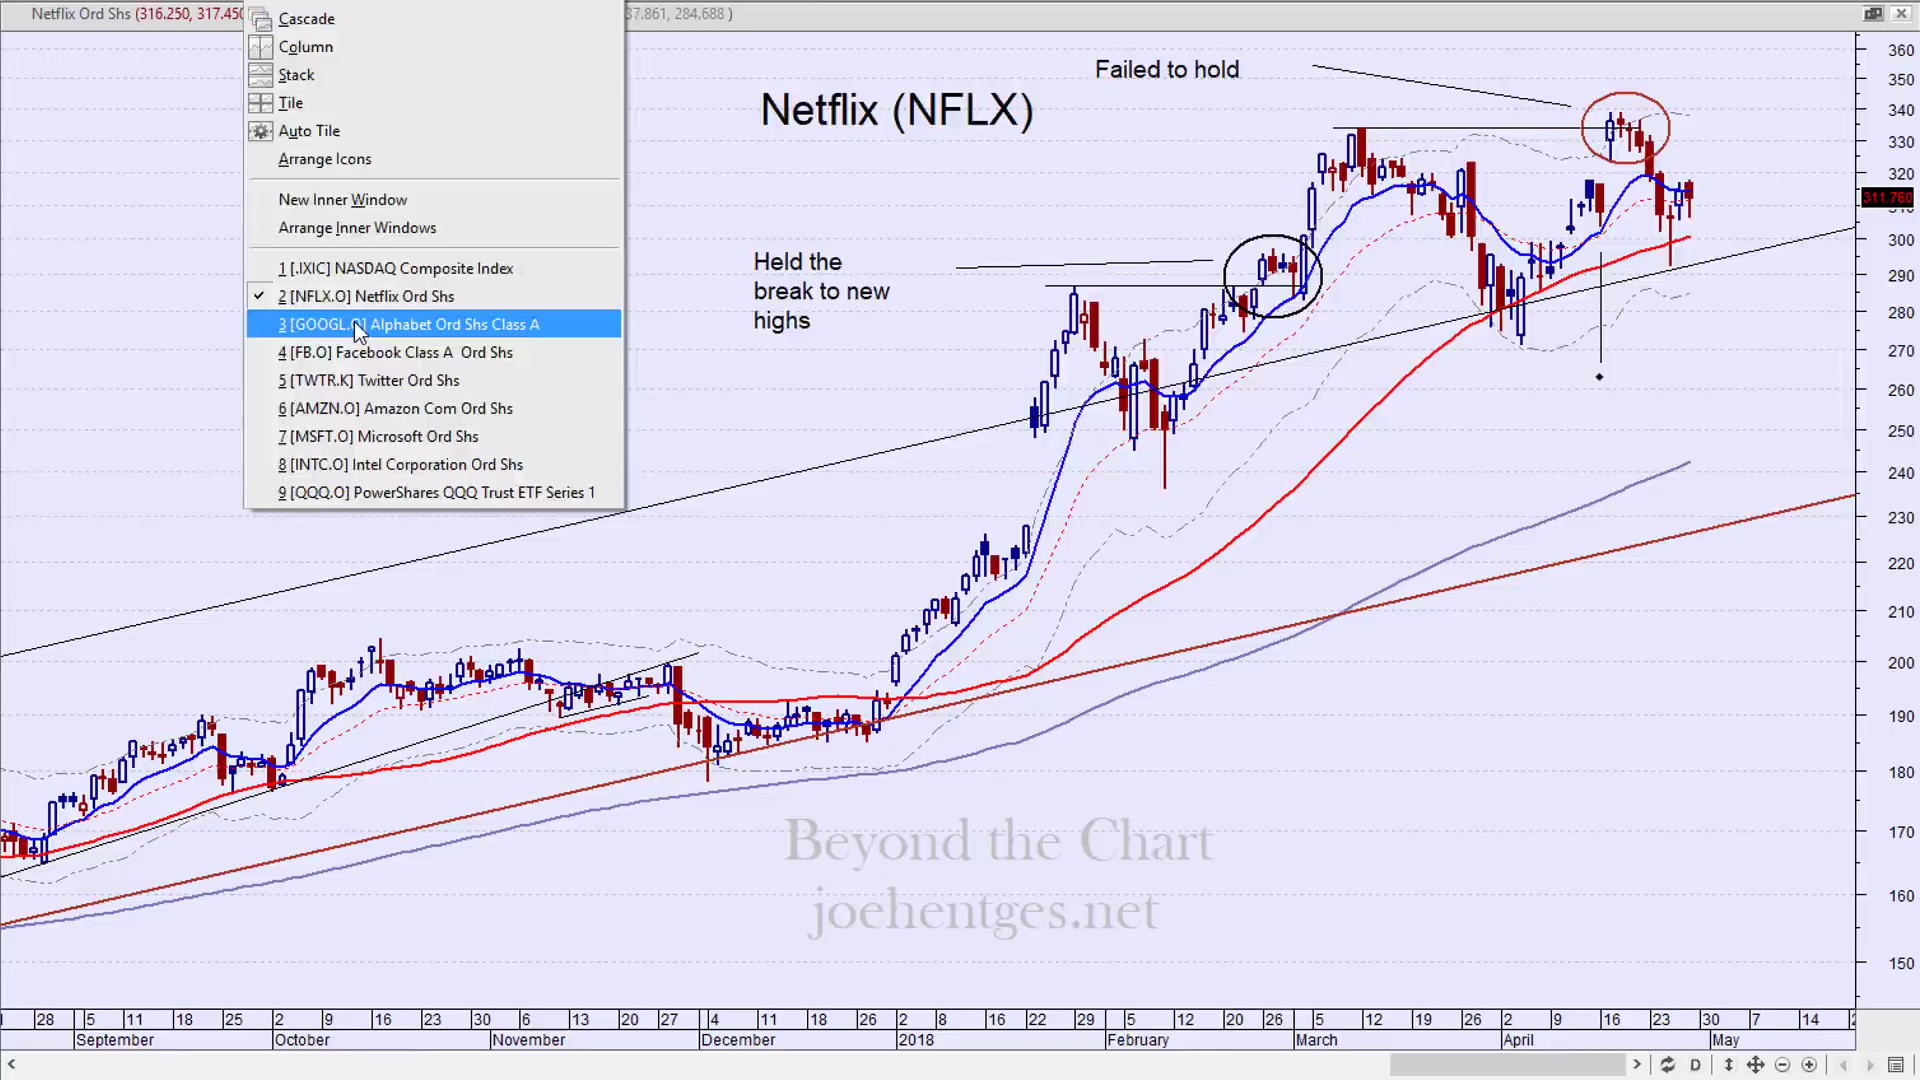 Netflix Ord Shs (316.250, 317.450
37.861, 284.688 )
Cascade
Column
Stack
Tile
Auto Tile
Arrange Icons
New Inner Window
Arrange Inner Windows
1 [.IXIC] NASDAQ Composite Index
2 [NFLX.O] Netflix Ord Shs
3 [GOOGL.O] Alphabet Ord Shs Class A
4 [FB.O] Facebook Class A Ord Shs
5 [TWTR.K] Twitter Ord Shs
6 [AMZN.O] Amazon Com Ord Shs
7 [MSFT.O] Microsoft Ord Shs
8 [INTC.O] Intel Corporation Ord Shs
9 [QQQ.O] PowerShares QQQ Trust ETF Series 1
Netflix (NFLX)
Failed to hold
Held the
break to new
highs
360
350
340
330
320
311.760
310
300
290
280
270
260
250
240
230
220
210
200
190
180
170
160
150
Beyond the Chart
joehentges.net
28 5 11 18 25 2 9 16 23 30 6 13 20 27 4 11 18 26 2 8 16 22 29 5 12 20 26 5 12 19 26 2 9 16 23 30 7 14
September October November December 2018 February March April May
D